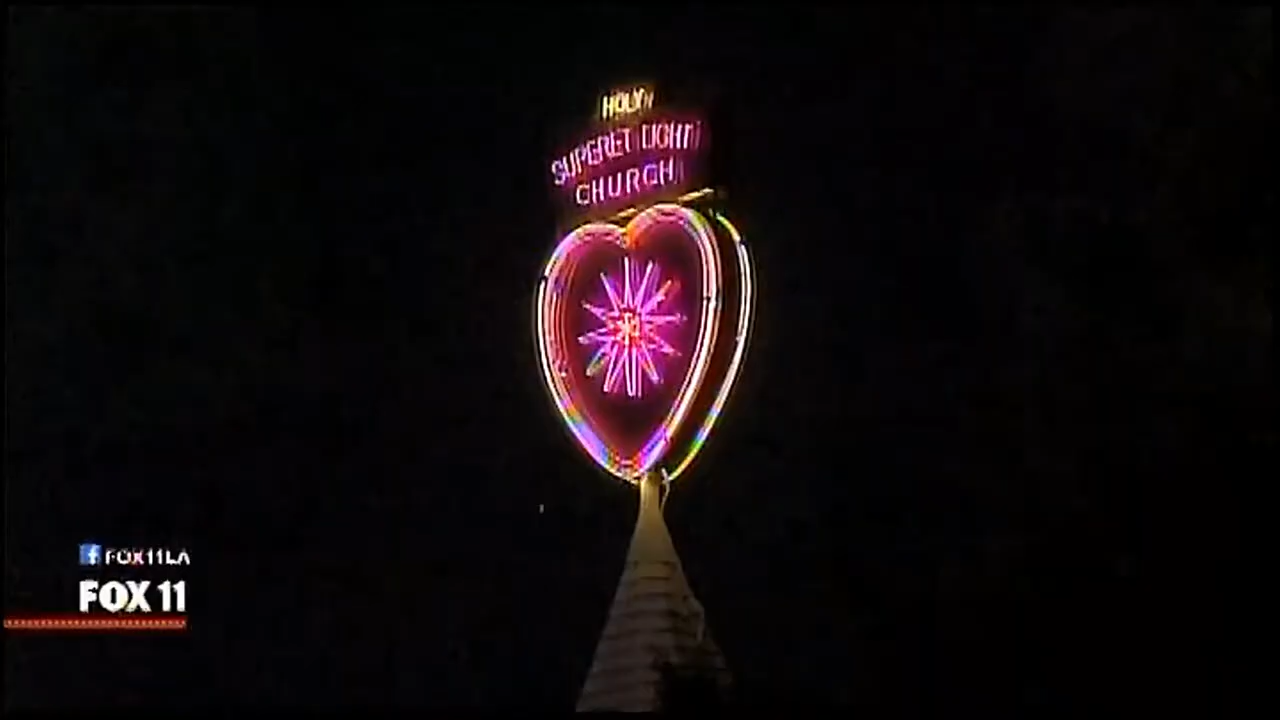 HOLY
SUPERET LIGHT
CHURCH
FOX11LA
FOX 11